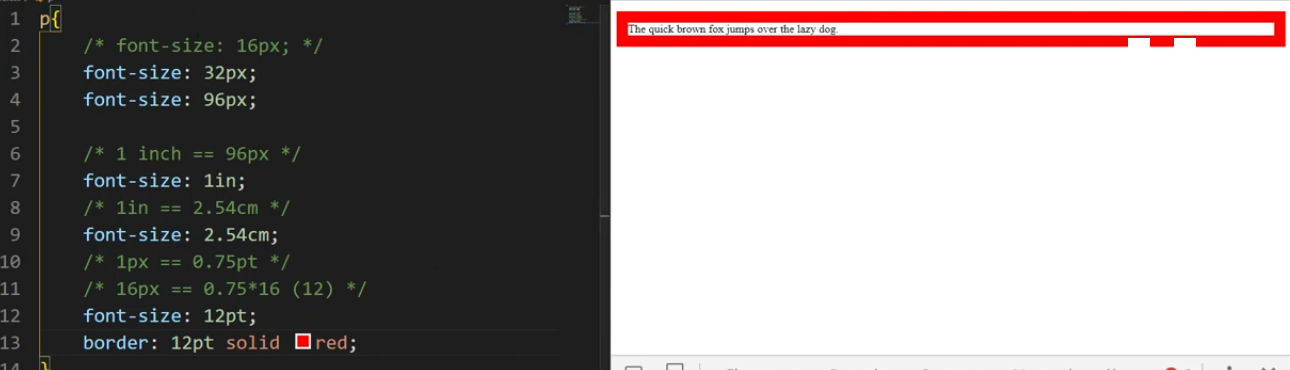 1 p{
2 /* font-size: 16px; */
3 font-size: 32px;
4 font-size: 96px;
5
6 /* 1 inch == 96px */
7 font-size: 1in;
8 /* 1in == 2.54cm */
9 font-size: 2.54cm;
10 /* 1px == 0.75pt */
11 /* 16px == 0.75*16 (12) */
12 font-size: 12pt;
13 border: 12pt solid red;
14 }
The quick brown fox jumps over the lazy dog.